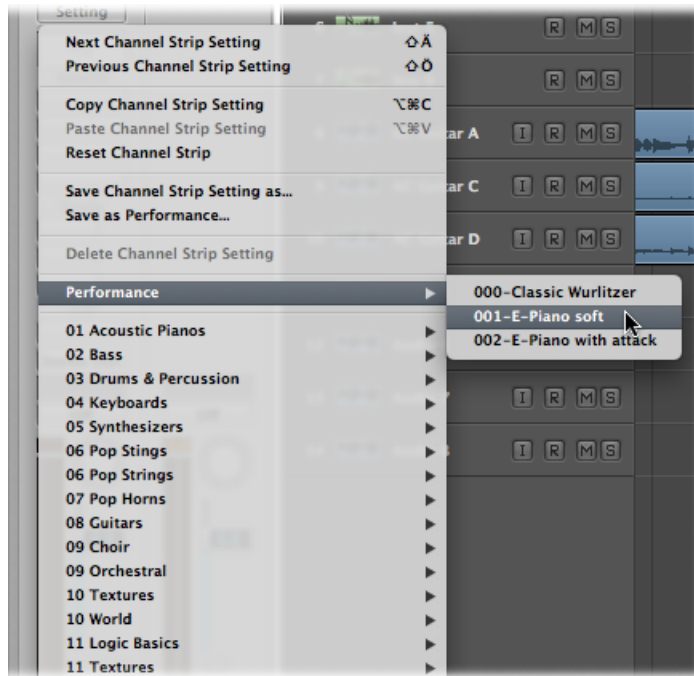 Setting
Next Channel Strip Setting ⇧Ä
Previous Channel Strip Setting ⇧Ö
Copy Channel Strip Setting ⌥⌘C
Paste Channel Strip Setting ⌥⌘V
Reset Channel Strip
Save Channel Strip Setting as...
Save as Performance...
Delete Channel Strip Setting
Performance
000-Classic Wurlitzer
001-E-Piano soft
002-E-Piano with attack
01 Acoustic Pianos
02 Bass
03 Drums & Percussion
04 Keyboards
05 Synthesizers
06 Pop Stings
06 Pop Strings
07 Pop Horns
08 Guitars
09 Choir
09 Orchestral
10 Textures
10 World
11 Logic Basics
11 Textures
R M S
R M S
tar A I R M S
tar C I R M S
tar D I R M S
I R M S
I R M S